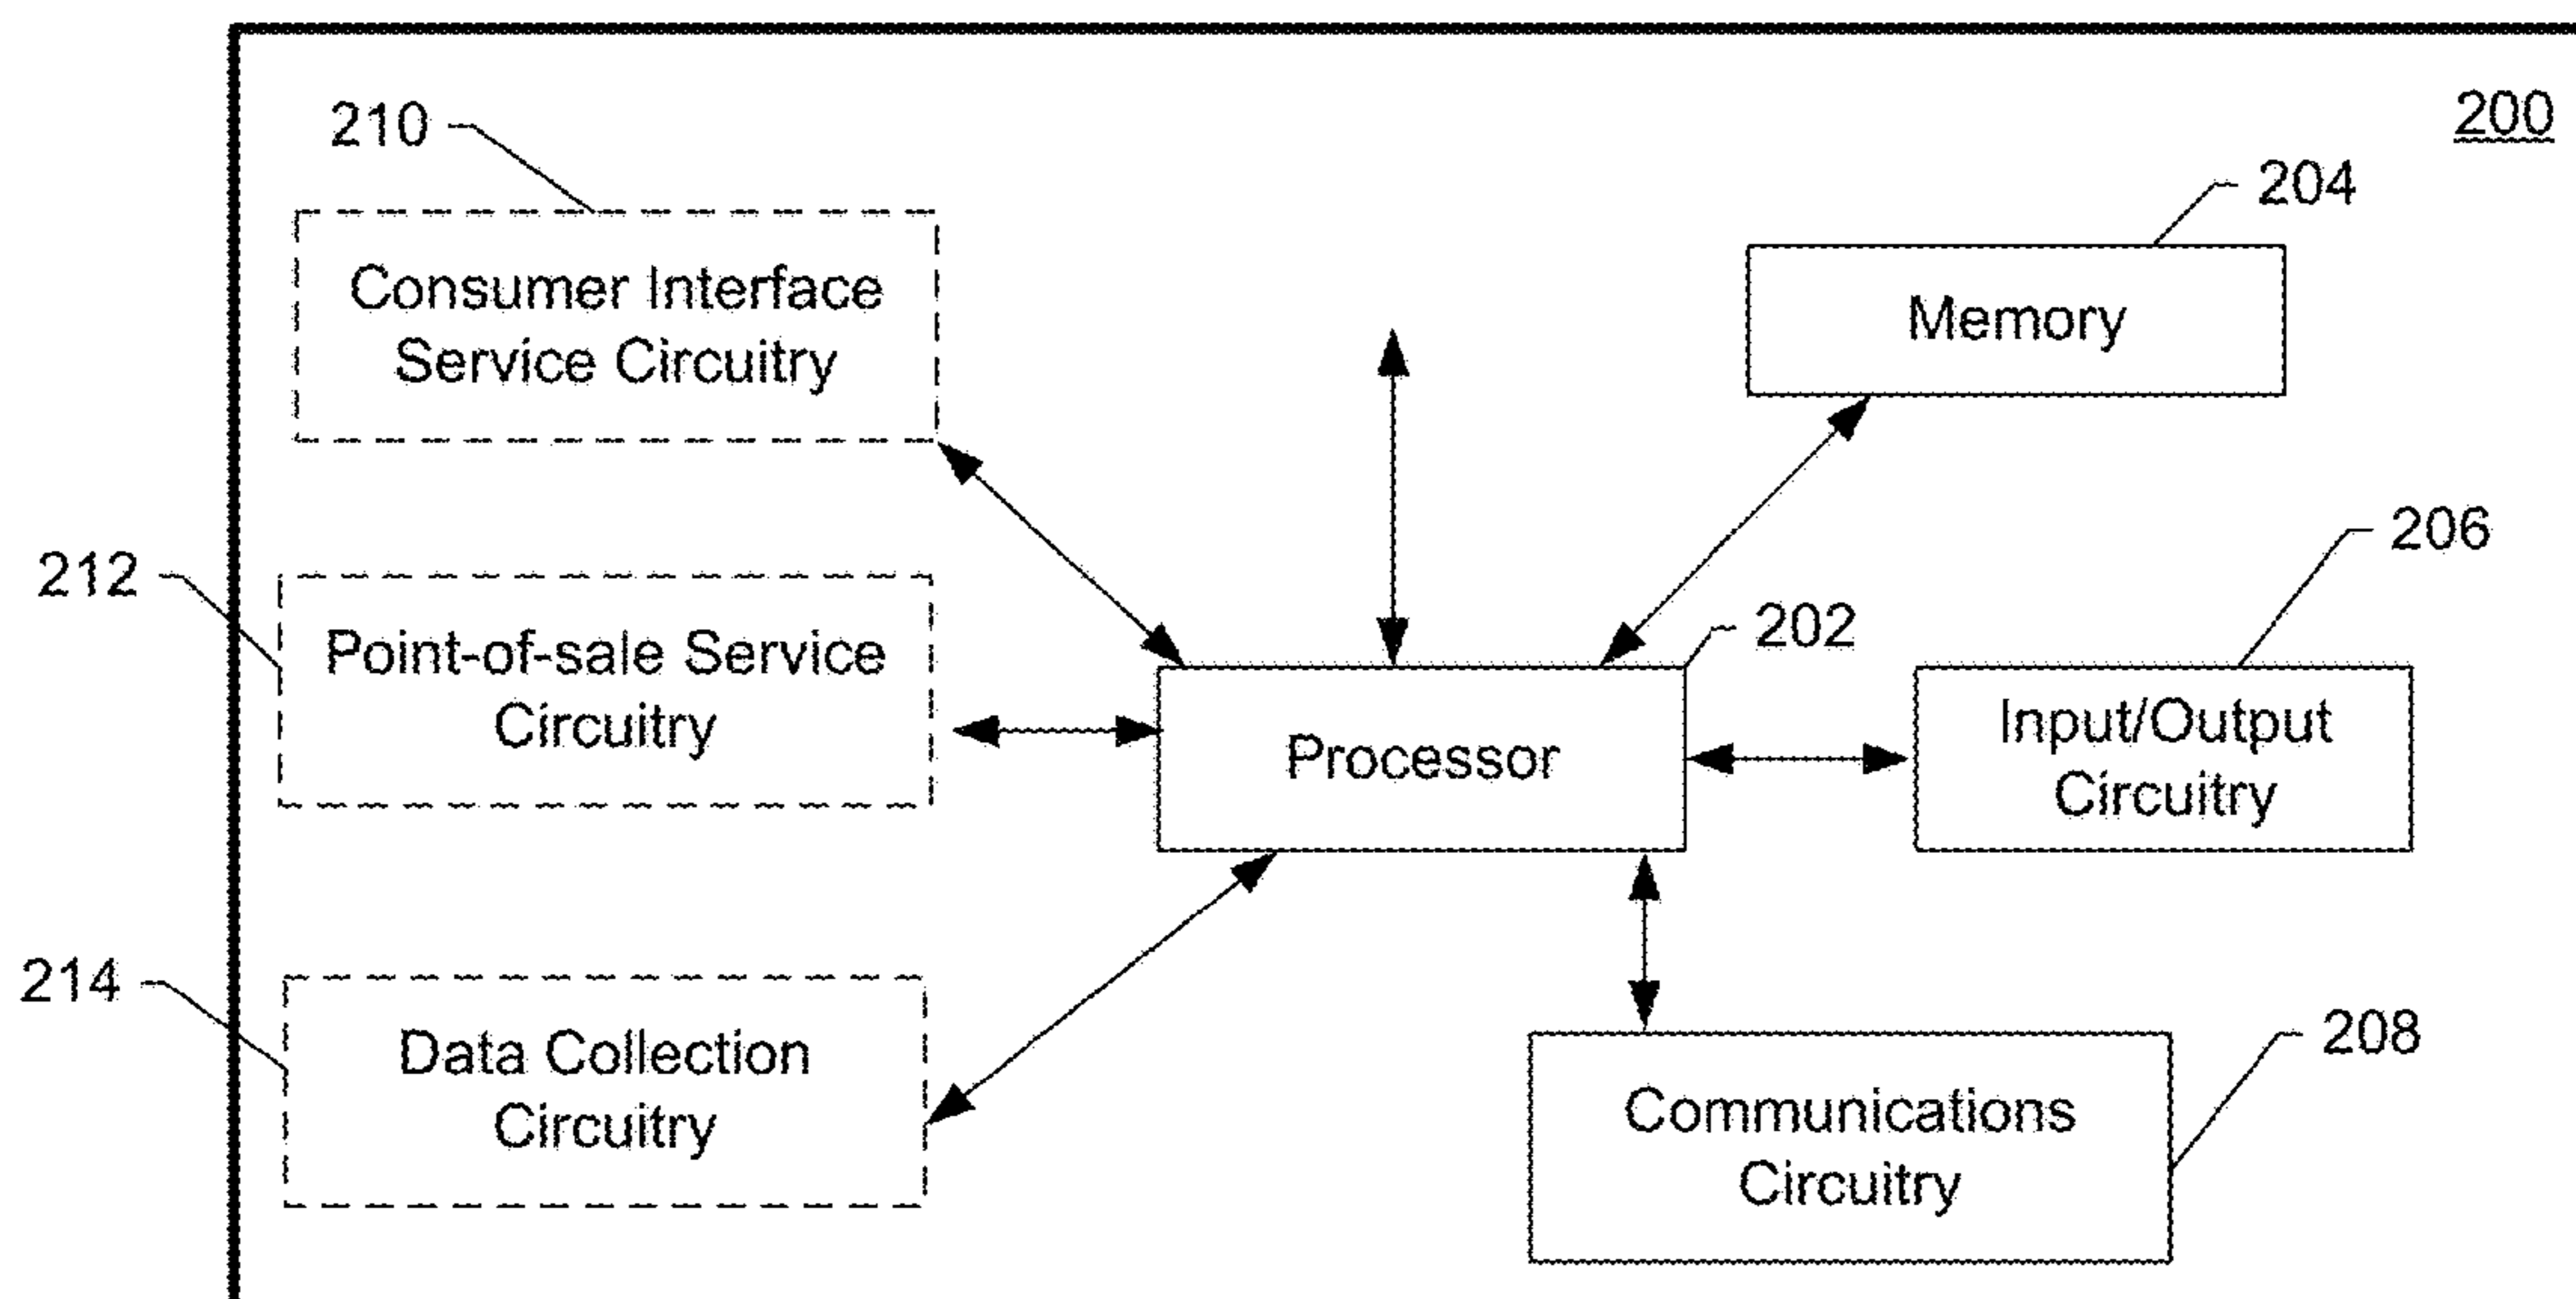 200
210
204
Consumer Interface
Service Circuitry
Memory
206
212
202
Point-of-sale Service
Circuitry
Processor
Input/Output
Circuitry
214
Data Collection
Circuitry
208
Communications
Circuitry